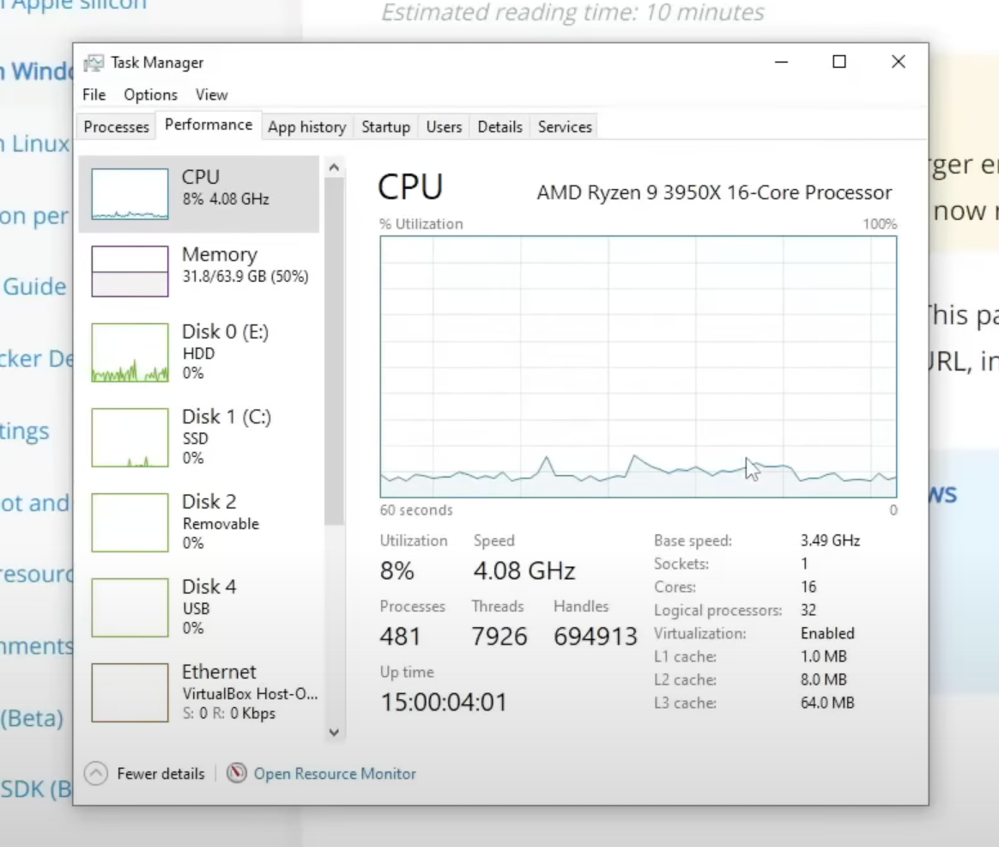 n Apple silicon
Estimated reading time: 10 minutes
n Windo
n Linux
on per
Guide
cker De
tings
ot and
resourc
nments
(Beta)
SDK (B
Task Manager
File Options View
Processes Performance App history Startup Users Details Services
CPU
8% 4.08 GHz
Memory
31.8/63.9 GB (50%)
Disk 0 (E:)
HDD
0%
Disk 1 (C:)
SSD
0%
Disk 2
Removable
0%
Disk 4
USB
0%
Ethernet
VirtualBox Host-O...
S: 0 R: 0 Kbps
CPU AMD Ryzen 9 3950X 16-Core Processor
% Utilization 100%
60 seconds 0
Utilization Speed
8% 4.08 GHz
Processes Threads Handles
481 7926 694913
Up time
15:00:04:01
Base speed: 3.49 GHz
Sockets: 1
Cores: 16
Logical processors: 32
Virtualization: Enabled
L1 cache: 1.0 MB
L2 cache: 8.0 MB
L3 cache: 64.0 MB
Fewer details Open Resource Monitor
rger e
now
This pa
URL, in
ws